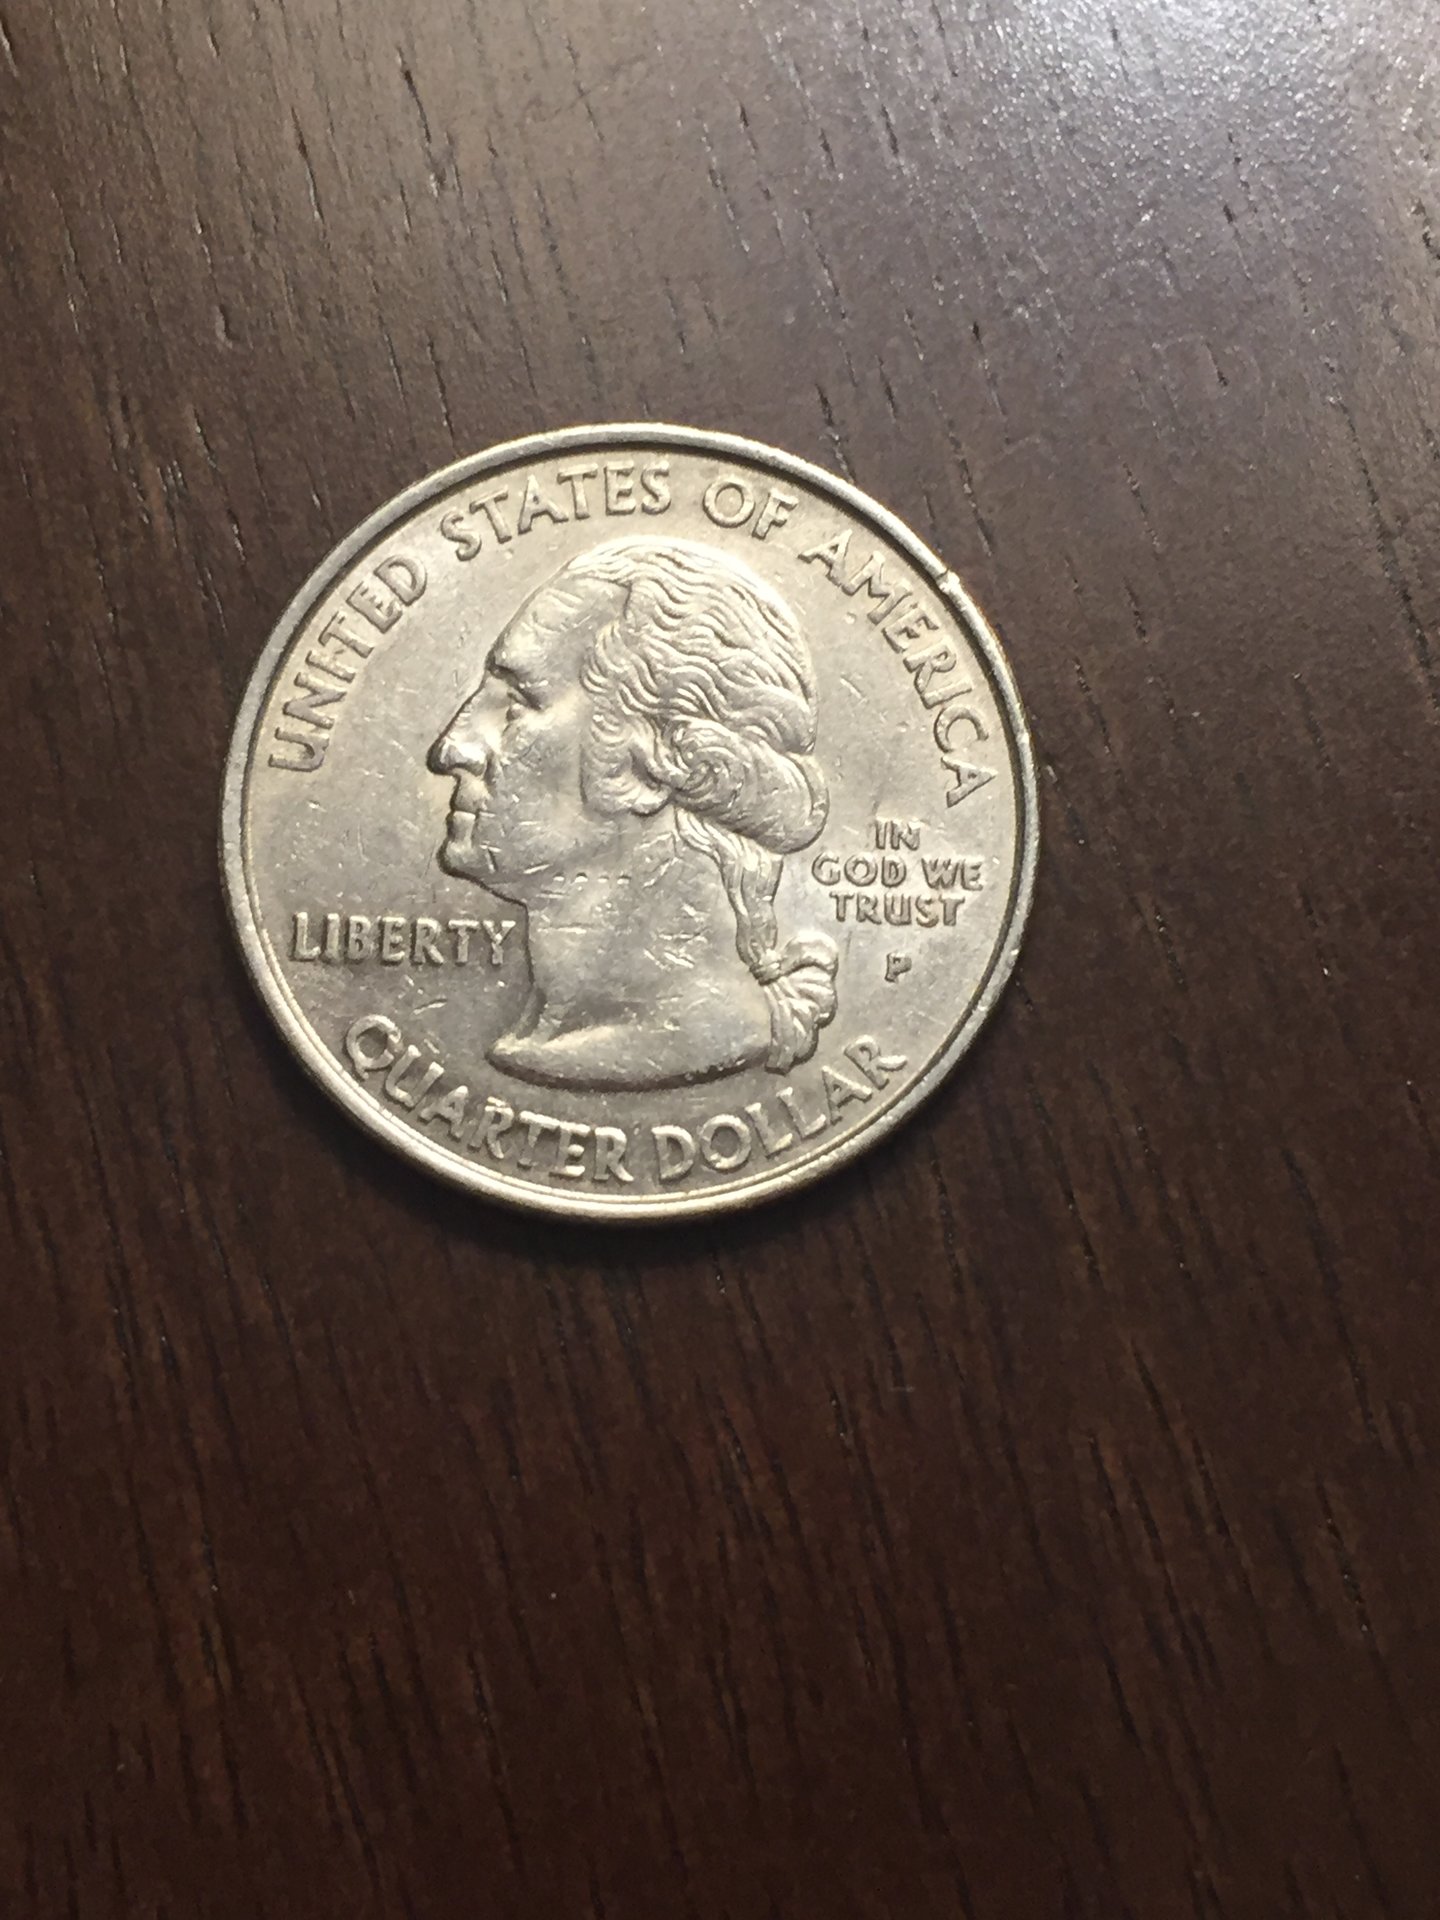 UNITED STATES OF AMERICA
IN
GOD WE
TRUST
LIBERTY
P
QUARTER DOLLAR